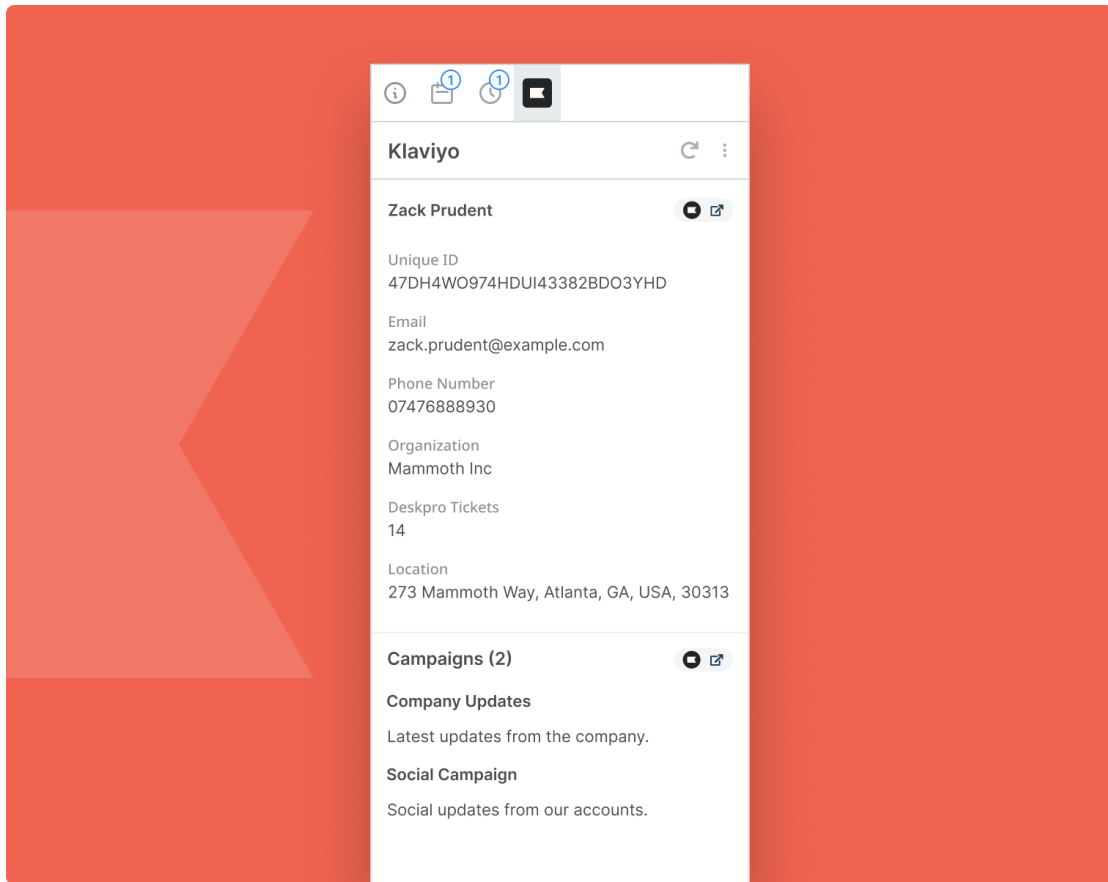 1
1
Klaviyo
Zack Prudent
Unique ID
47DH4WO974HDUI43382BDO3YHD
Email
zack.prudent@example.com
Phone Number
07476888930
Organization
Mammoth Inc
Deskpro Tickets
14
Location
273 Mammoth Way, Atlanta, GA, USA, 30313
Campaigns (2)
Company Updates
Latest updates from the company.
Social Campaign
Social updates from our accounts.